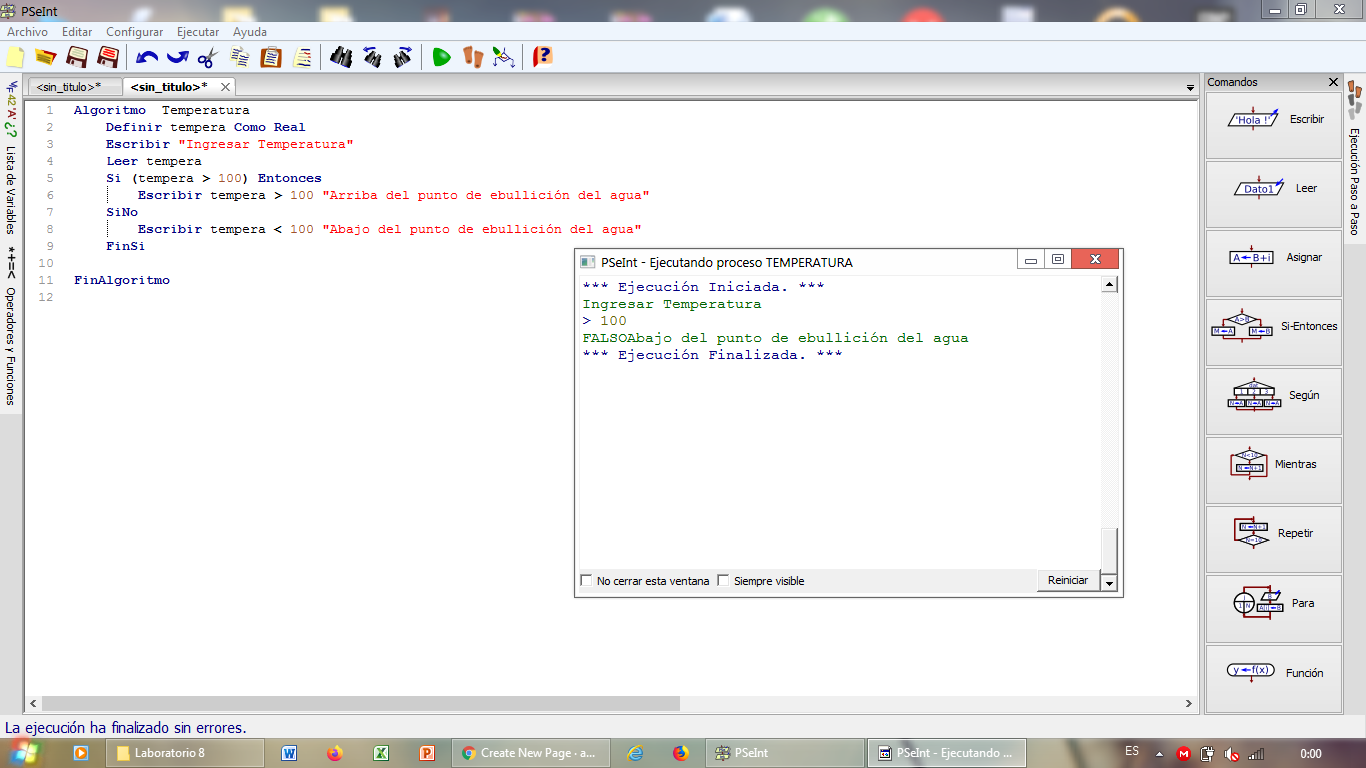 PSeInt
Archivo Editar Configurar Ejecutar Ayuda
<sin_titulo>* <sin_titulo>*
1 Algoritmo Temperatura
2 Definir tempera Como Real
3 Escribir "Ingresar Temperatura"
4 Leer tempera
5 Si (tempera > 100) Entonces
6 Escribir tempera > 100 "Arriba del punto de ebullición del agua"
7 SiNo
8 Escribir tempera < 100 "Abajo del punto de ebullición del agua"
9 FinSi
10
11 FinAlgoritmo
12
42 'A' ¿? Lista de Variables
*+=< Operadores y Funciones
PSeInt - Ejecutando proceso TEMPERATURA
*** Ejecución Iniciada. ***
Ingresar Temperatura
> 100
FALSOAbajo del punto de ebullición del agua
*** Ejecución Finalizada. ***
No cerrar esta ventana Siempre visible Reiniciar
Comandos
'Hola !' Escribir
Dato1 Leer
A←B+i Asignar
A>B M←A M←B Si-Entonces
Según
Mientras
Repetir
Para
y←f(x) Función
Ejecución Paso a Paso
La ejecución ha finalizado sin errores.
Laboratorio 8
Create New Page · a...
PSeInt
PSeInt - Ejecutando ...
ES
0:00